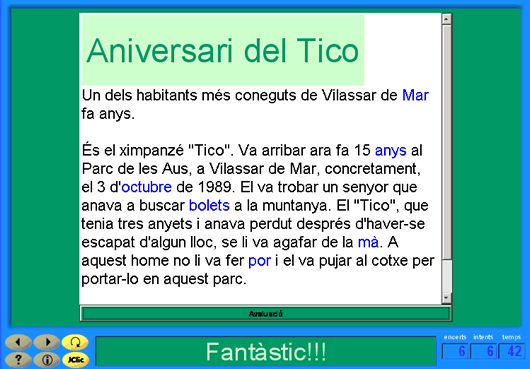 Aniversari del Tico
Un dels habitants més coneguts de Vilassar de Mar
fa anys.
És el ximpanzé "Tico". Va arribar ara fa 15 anys al
Parc de les Aus, a Vilassar de Mar, concretament,
el 3 d'octubre de 1989. El va trobar un senyor que
anava a buscar bolets a la muntanya. El "Tico", que
tenia tres anyets i anava perdut després d'haver-se
escapat d'algun lloc, se li va agafar de la mà. A
aquest home no li va fer por i el va pujar al cotxe per
portar-lo en aquest parc.
Avaluació
Fantàstic!!!
encerts intents temps
6 6 42
? i JClic